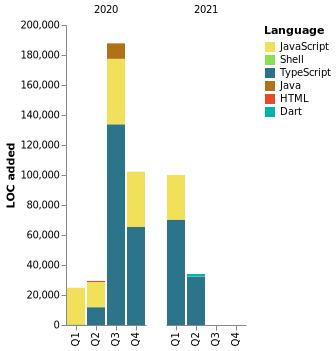 2020 2021
Language
JavaScript
Shell
TypeScript
Java
HTML
Dart
LOC added
200,000
180,000
160,000
140,000
120,000
100,000
80,000
60,000
40,000
20,000
0
Q1 Q2 Q3 Q4 Q1 Q2 Q3 Q4